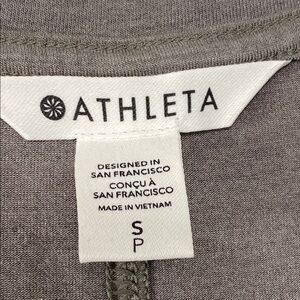 ATHLETA
DESIGNED IN
SAN FRANCISCO
CONÇU À
SAN FRANCISCO
MADE IN VIETNAM
S
P